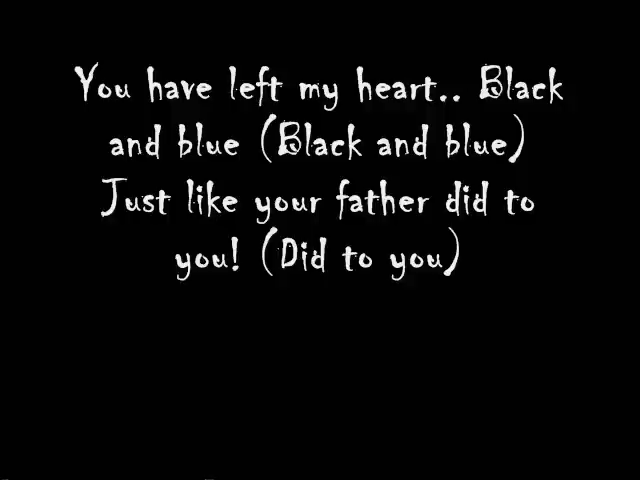 You have left my heart.. Black
and blue (Black and blue)
Just like your father did to
you! (Did to you)